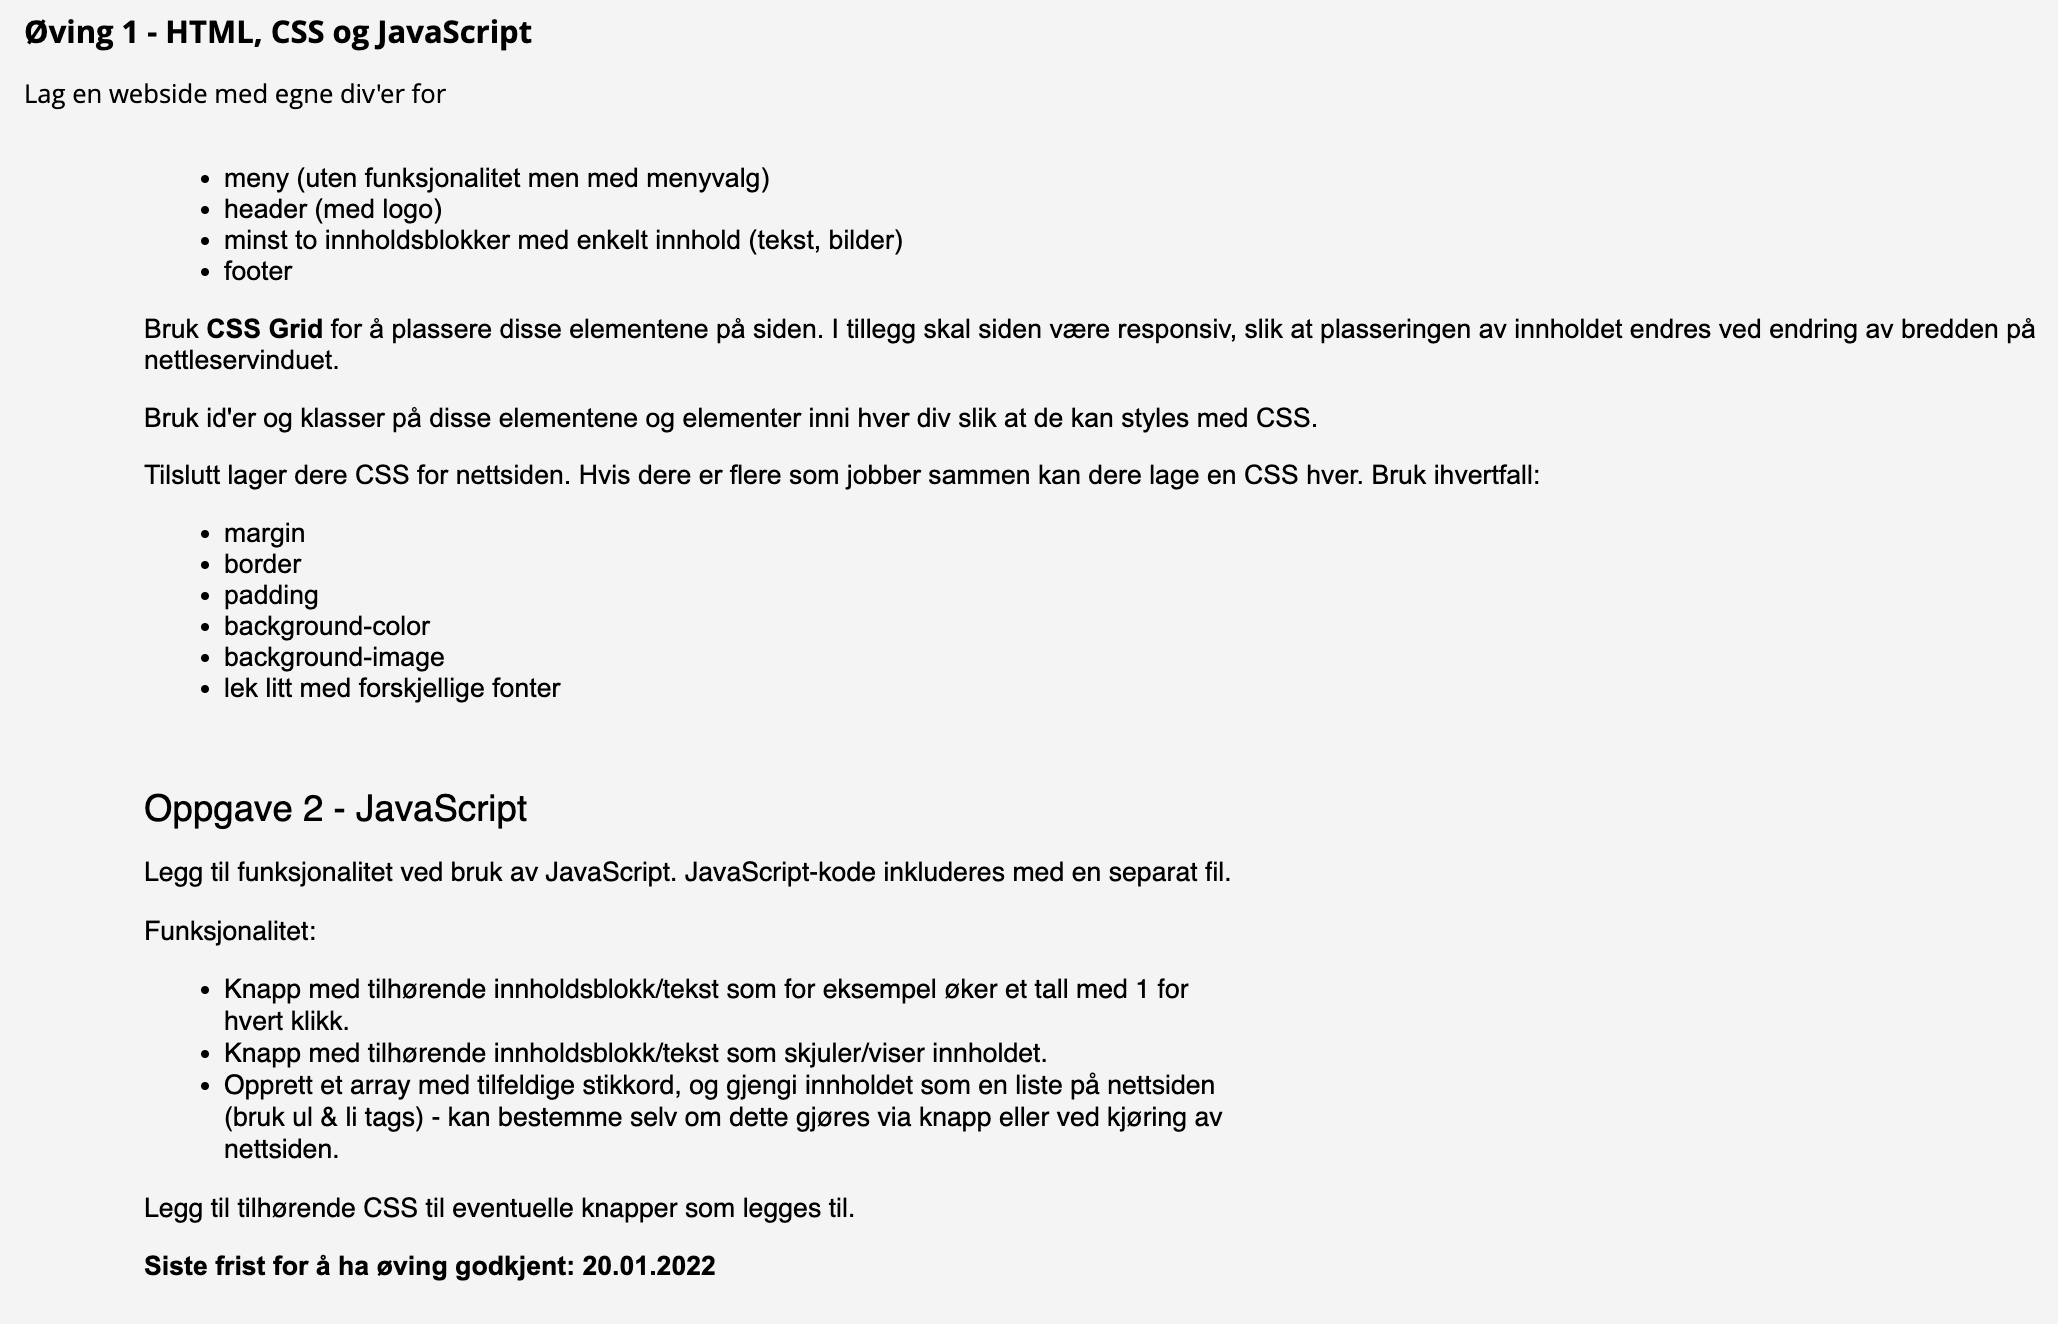 Øving 1 - HTML, CSS og JavaScript
Lag en webside med egne div'er for
• meny (uten funksjonalitet men med menyvalg)
• header (med logo)
• minst to innholdsblokker med enkelt innhold (tekst, bilder)
• footer
Bruk CSS Grid for å plassere disse elementene på siden. I tillegg skal siden være responsiv, slik at plasseringen av innholdet endres ved endring av bredden på
nettleservinduet.
Bruk id'er og klasser på disse elementene og elementer inni hver div slik at de kan styles med CSS.
Tilslutt lager dere CSS for nettsiden. Hvis dere er flere som jobber sammen kan dere lage en CSS hver. Bruk ihvertfall:
• margin
• border
• padding
• background-color
• background-image
• lek litt med forskjellige fonter
Oppgave 2 - JavaScript
Legg til funksjonalitet ved bruk av JavaScript. JavaScript-kode inkluderes med en separat fil.
Funksjonalitet:
• Knapp med tilhørende innholdsblokk/tekst som for eksempel øker et tall med 1 for
hvert klikk.
• Knapp med tilhørende innholdsblokk/tekst som skjuler/viser innholdet.
• Opprett et array med tilfeldige stikkord, og gjengi innholdet som en liste på nettsiden
(bruk ul & li tags) - kan bestemme selv om dette gjøres via knapp eller ved kjøring av
nettsiden.
Legg til tilhørende CSS til eventuelle knapper som legges til.
Siste frist for å ha øving godkjent: 20.01.2022